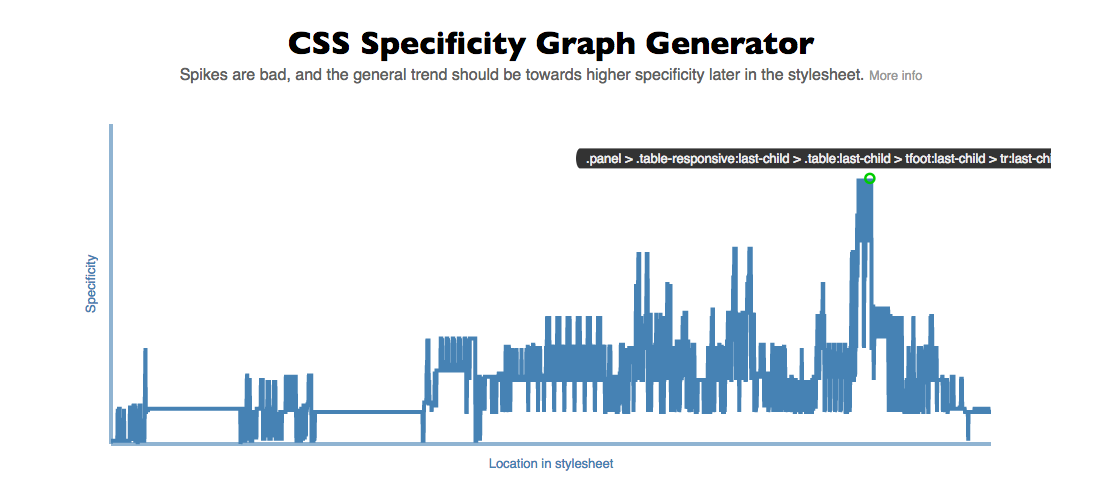 CSS Specificity Graph Generator
Spikes are bad, and the general trend should be towards higher specificity later in the stylesheet. More info
.panel > .table-responsive:last-child > .table:last-child > tfoot:last-child > tr:last-chi
Specificity
Location in stylesheet